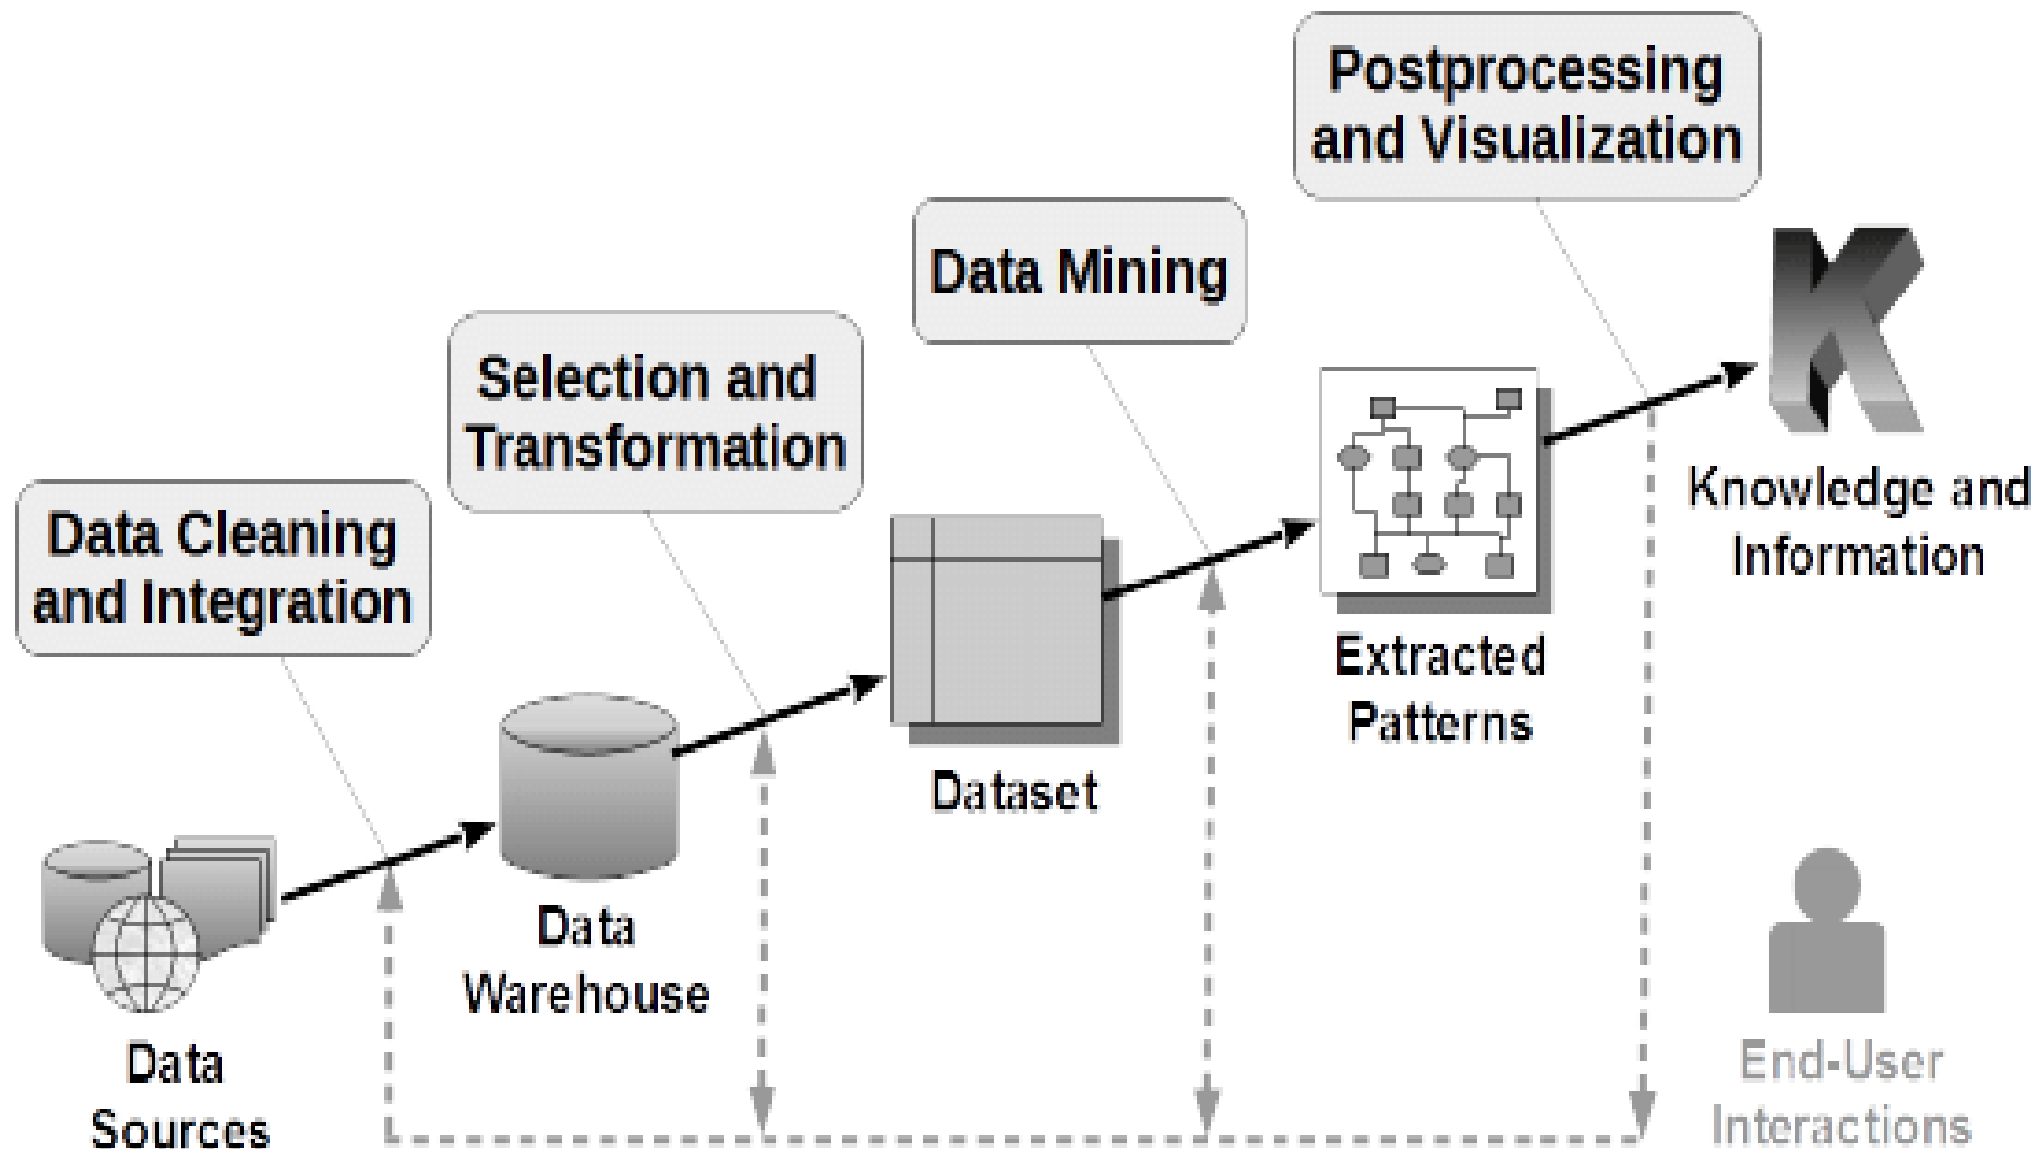 Postprocessing
and Visualization
Data Mining
Selection and
Transformation
Data Cleaning
and Integration
Knowledge and
Information
Extracted
Patterns
Dataset
Data
Warehouse
Data
Sources
End-User
Interactions
K